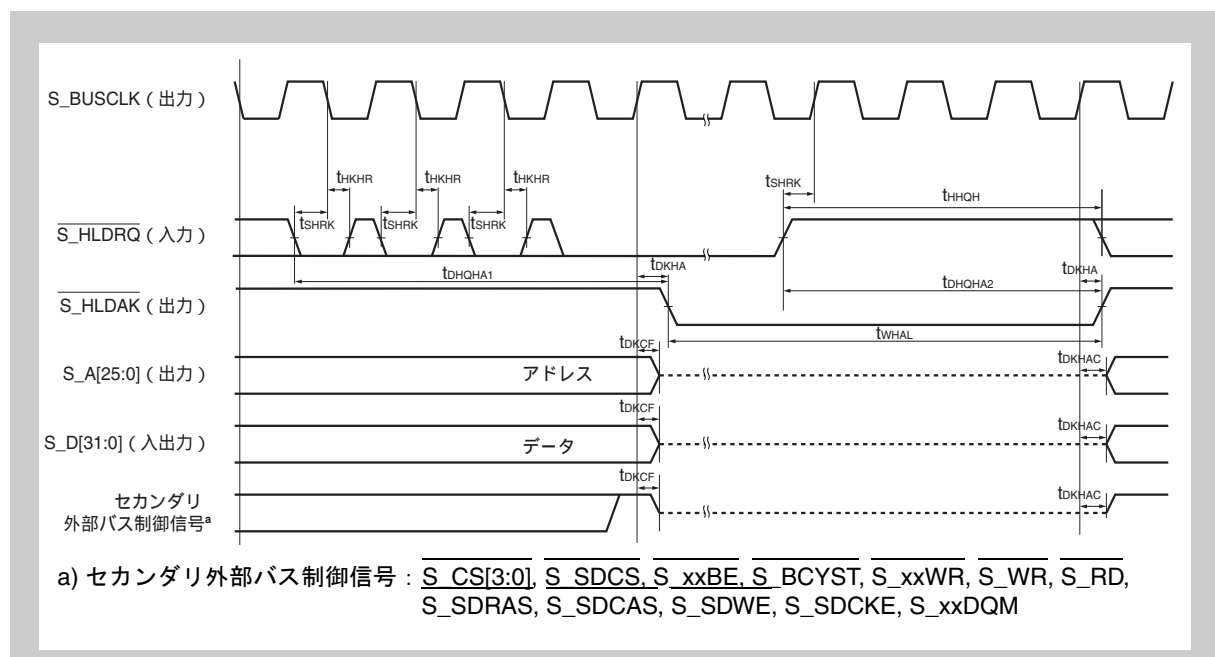 S_BUSCLK（出力）
tHKHR tHKHR tHKHR tSHRK tHHQH
S_HLDRQ（入力） tSHRK tSHRK tSHRK
tDHQHA1 tDKHA tDHQHA2 tDKHA
S_HLDAK（出力）
tWHAL
tDKCF tDKHAC
S_A[25:0]（出力） アドレス
tDKCF tDKHAC
S_D[31:0]（入出力） データ
tDKCF tDKHAC
セカンダリ
外部バス制御信号a
a) セカンダリ外部バス制御信号：S_CS[3:0], S_SDCS, S_xxBE, S_BCYST, S_xxWR, S_WR, S_RD,
S_SDRAS, S_SDCAS, S_SDWE, S_SDCKE, S_xxDQM